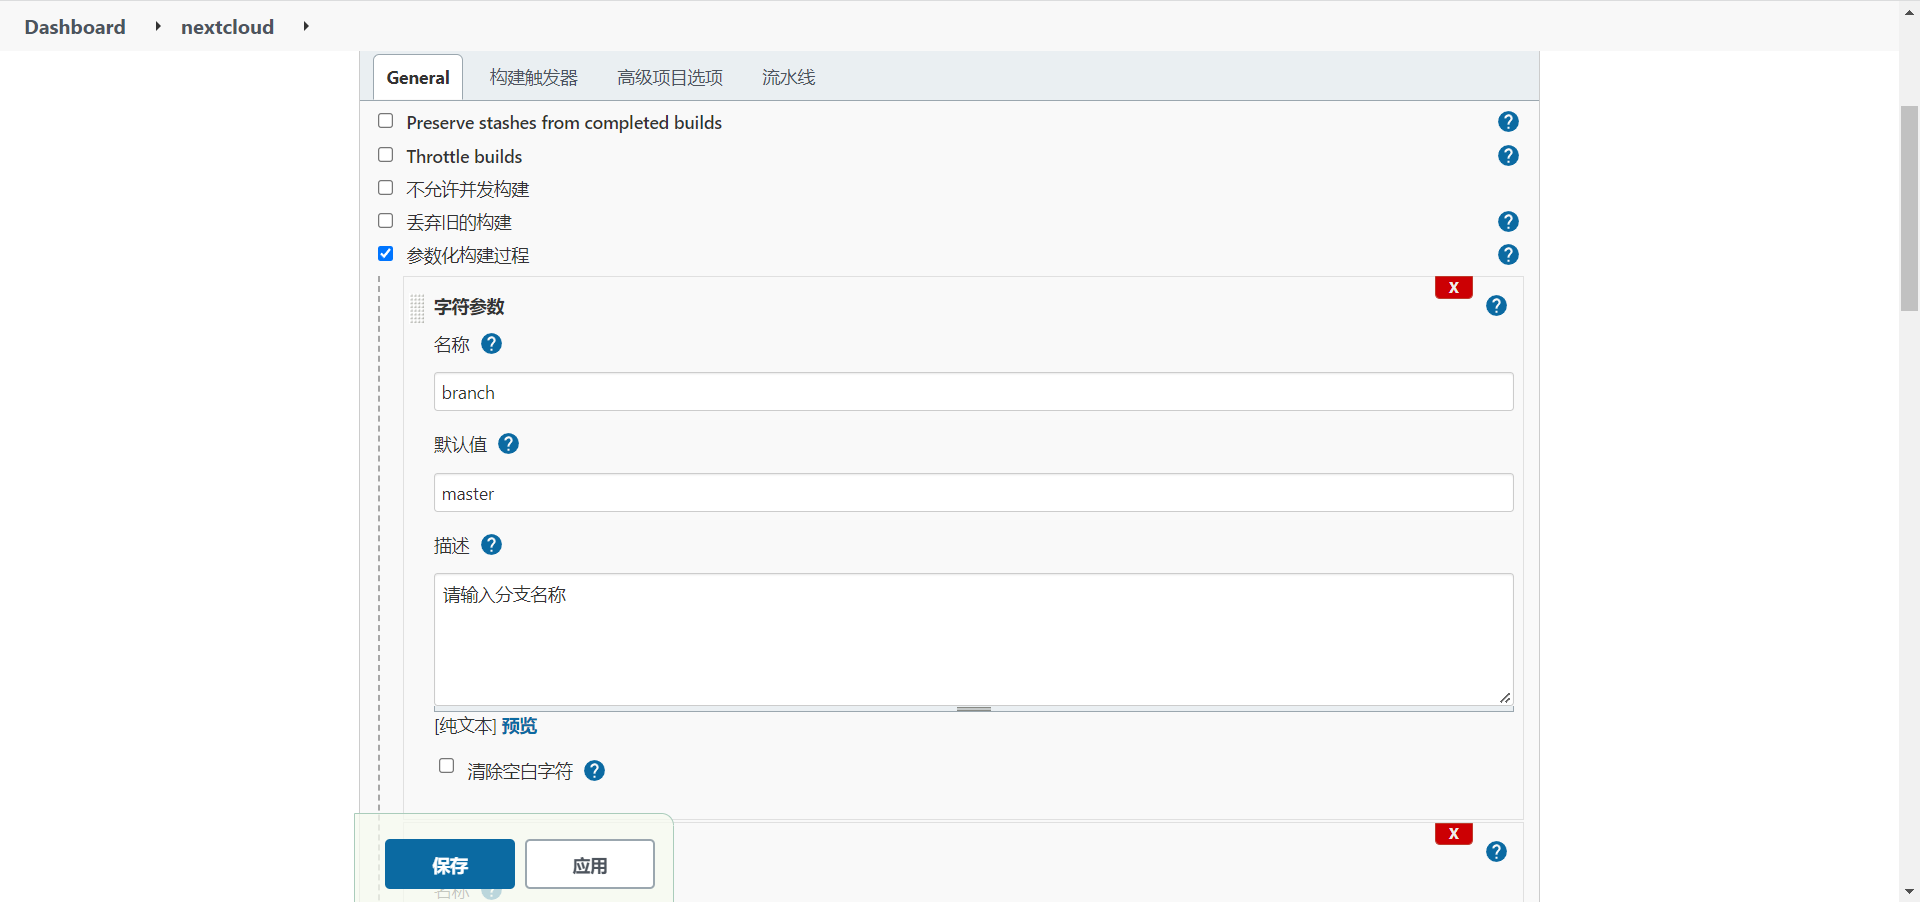 Dashboard nextcloud
General 构建触发器 高级项目选项 流水线
Preserve stashes from completed builds
Throttle builds
不允许并发构建
丢弃旧的构建
参数化构建过程
X
字符参数
名称
branch
默认值
master
描述
请输入分支名称
[纯文本] 预览
清除空白字符
X
保存 应用
名称